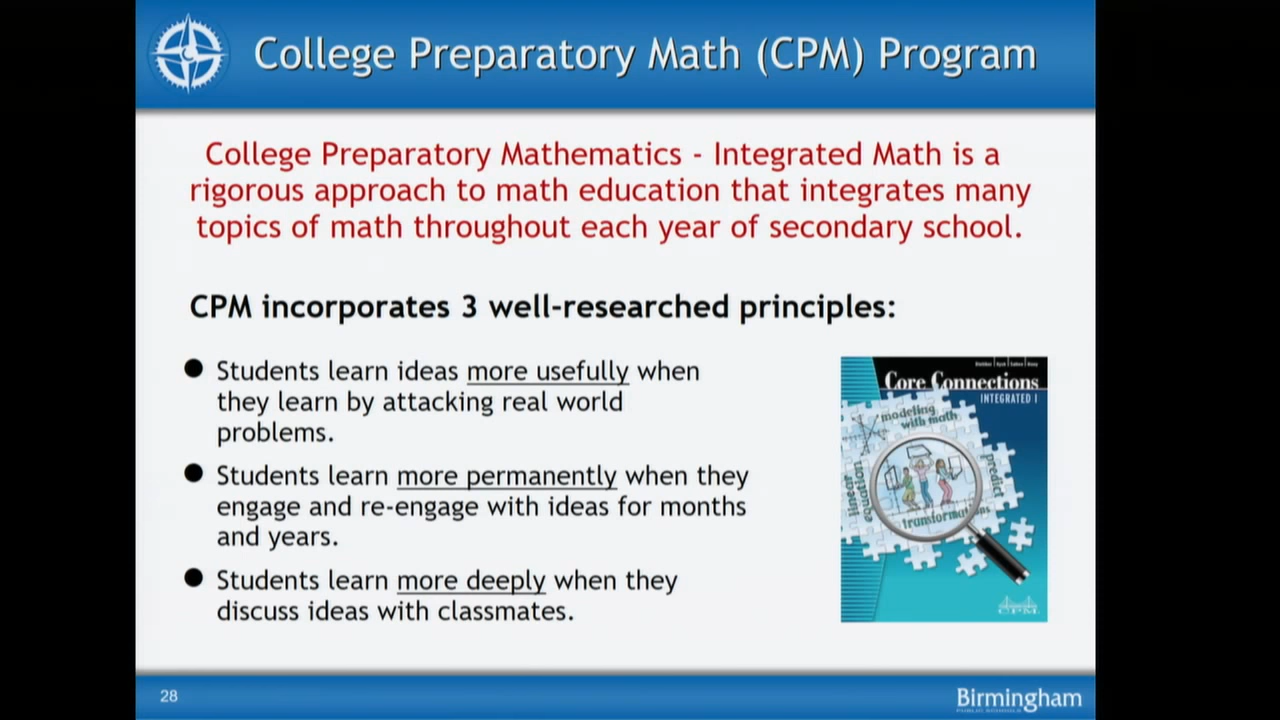 College Preparatory Math (CPM) Program
College Preparatory Mathematics - Integrated Math is a
rigorous approach to math education that integrates many
topics of math throughout each year of secondary school.
CPM incorporates 3 well-researched principles:
● Students learn ideas more usefully when
they learn by attacking real world
problems.
● Students learn more permanently when they
engage and re-engage with ideas for months
and years.
● Students learn more deeply when they
discuss ideas with classmates.
Core Connections
INTEGRATED I
modeling
with math
linear
equation
predict
transformations
CPM
28
Birmingham
PUBLIC SCHOOLS